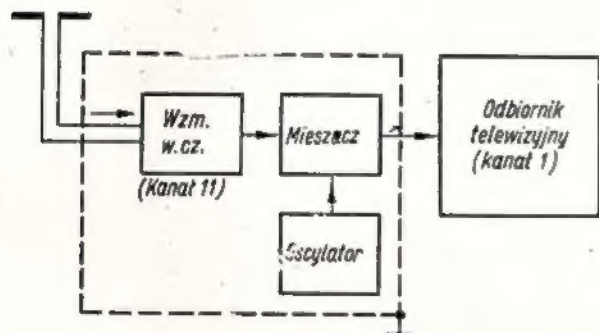 Wzm.
w.cz.
(Kanał 11)
Mieszacz
Oscylator
Odbiornik
telewizyjny
(kanał 1)